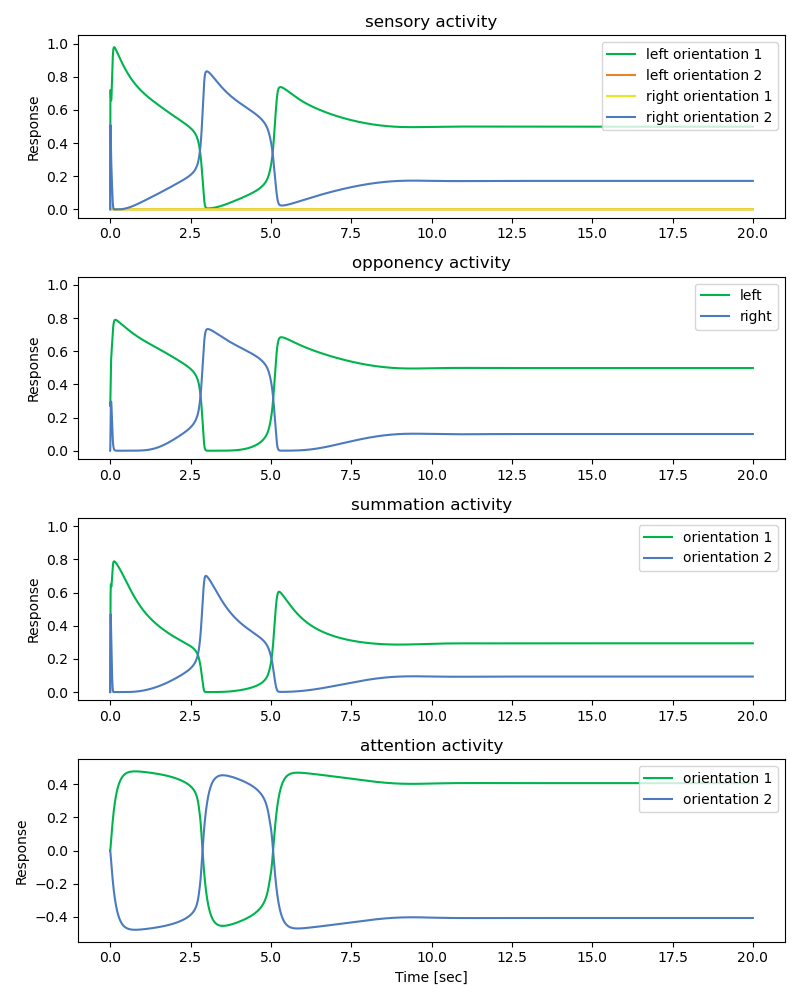 sensory activity
1.0
0.8
0.6
0.4
0.2
0.0
Response
left orientation 1
left orientation 2
right orientation 1
right orientation 2
0.0 2.5 5.0 7.5 10.0 12.5 15.0 17.5 20.0
opponency activity
1.0
0.8
0.6
0.4
0.2
0.0
Response
left
right
0.0 2.5 5.0 7.5 10.0 12.5 15.0 17.5 20.0
summation activity
1.0
0.8
0.6
0.4
0.2
0.0
Response
orientation 1
orientation 2
0.0 2.5 5.0 7.5 10.0 12.5 15.0 17.5 20.0
attention activity
0.4
0.2
0.0
−0.2
−0.4
Response
orientation 1
orientation 2
0.0 2.5 5.0 7.5 10.0 12.5 15.0 17.5 20.0
Time [sec]